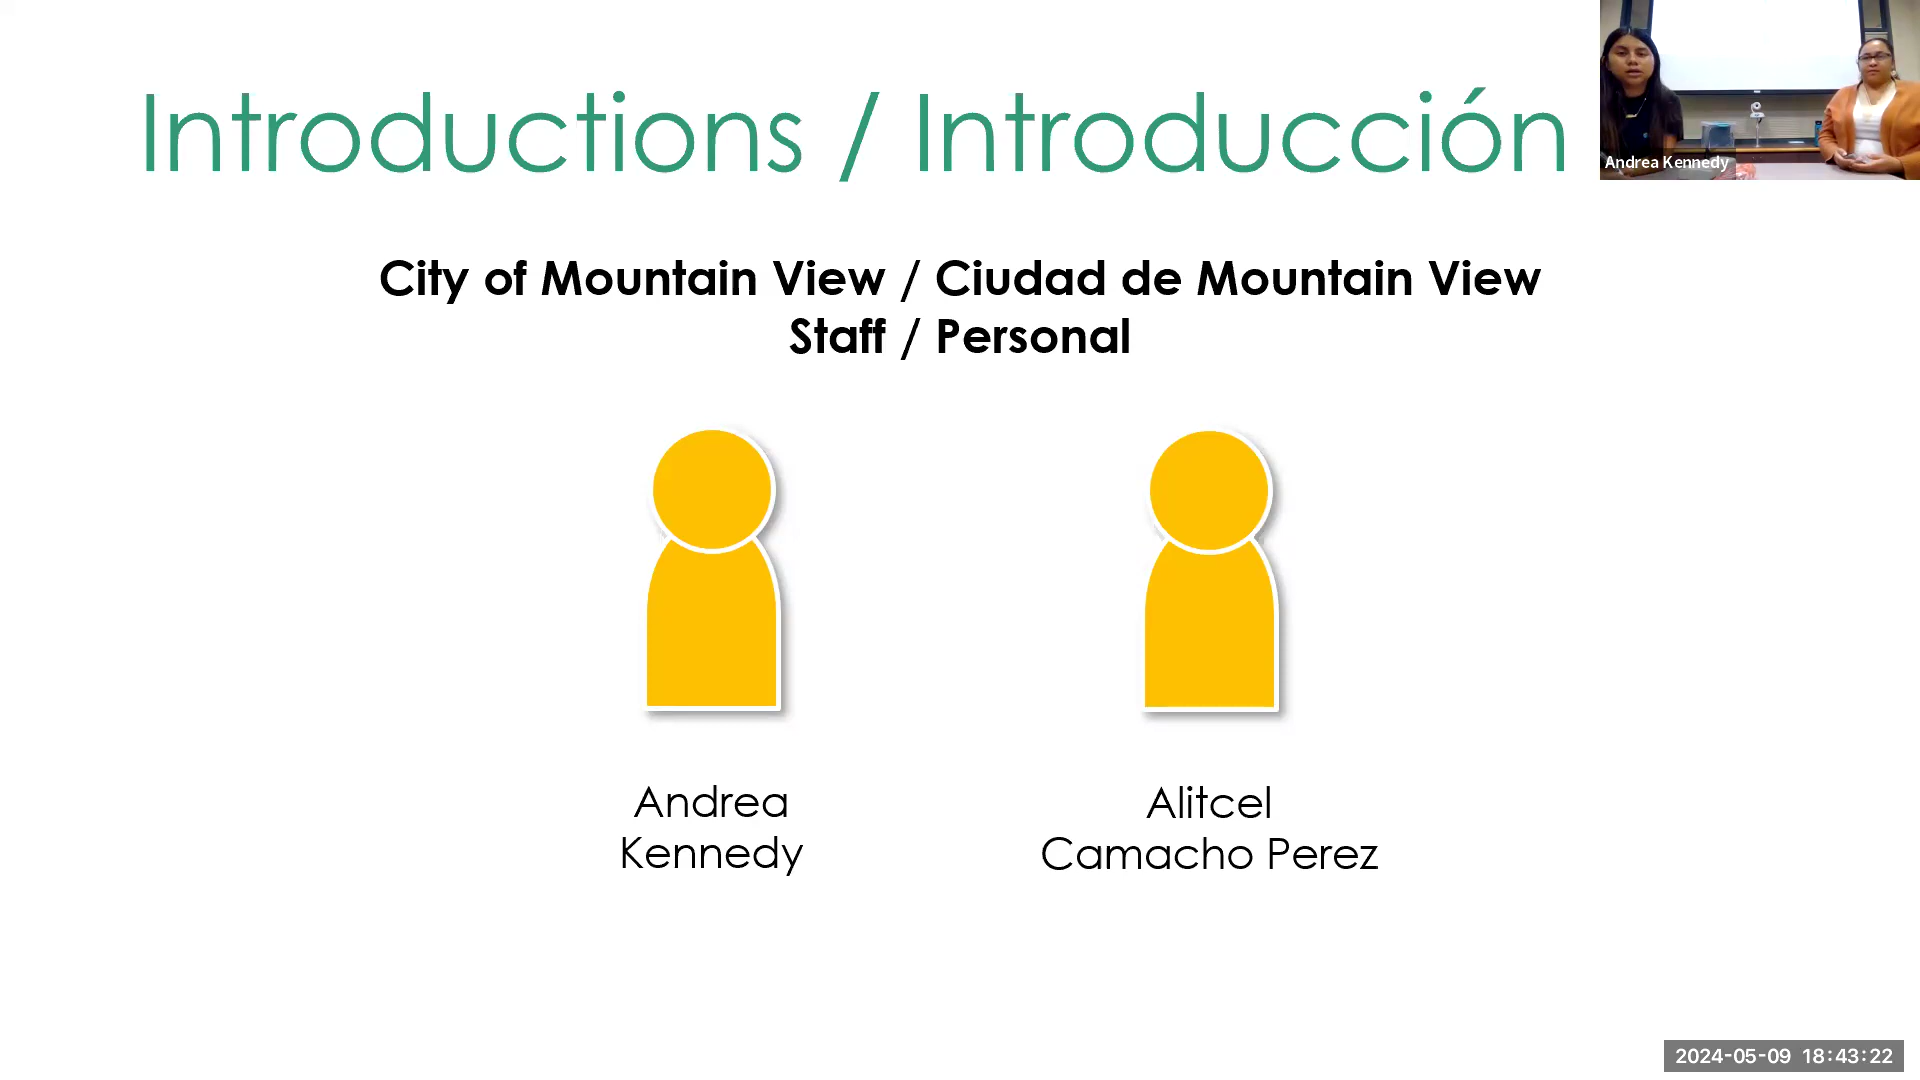 Introductions / Introducción
Andrea Kennedy
City of Mountain View / Ciudad de Mountain View
Staff / Personal
Andrea
Kennedy
Alitcel
Camacho Perez
2024-05-09 18:43:22